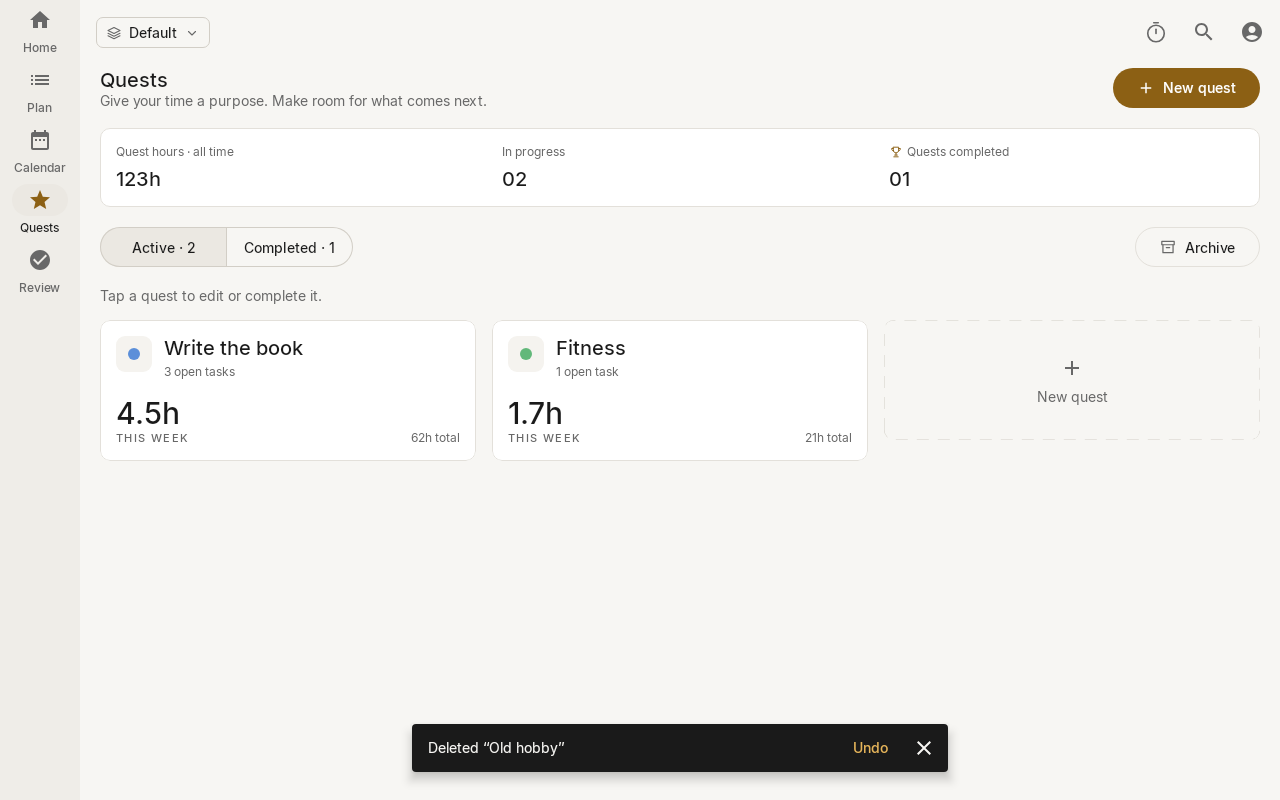 Home
Plan
Calendar
Quests
Review
Default
Quests
Give your time a purpose. Make room for what comes next.
New quest
Quest hours · all time
123h
In progress
02
Quests completed
01
Active · 2
Completed · 1
Archive
Tap a quest to edit or complete it.
Write the book
3 open tasks
4.5h
THIS WEEK
62h total
Fitness
1 open task
1.7h
THIS WEEK
21h total
New quest
Deleted “Old hobby”
Undo